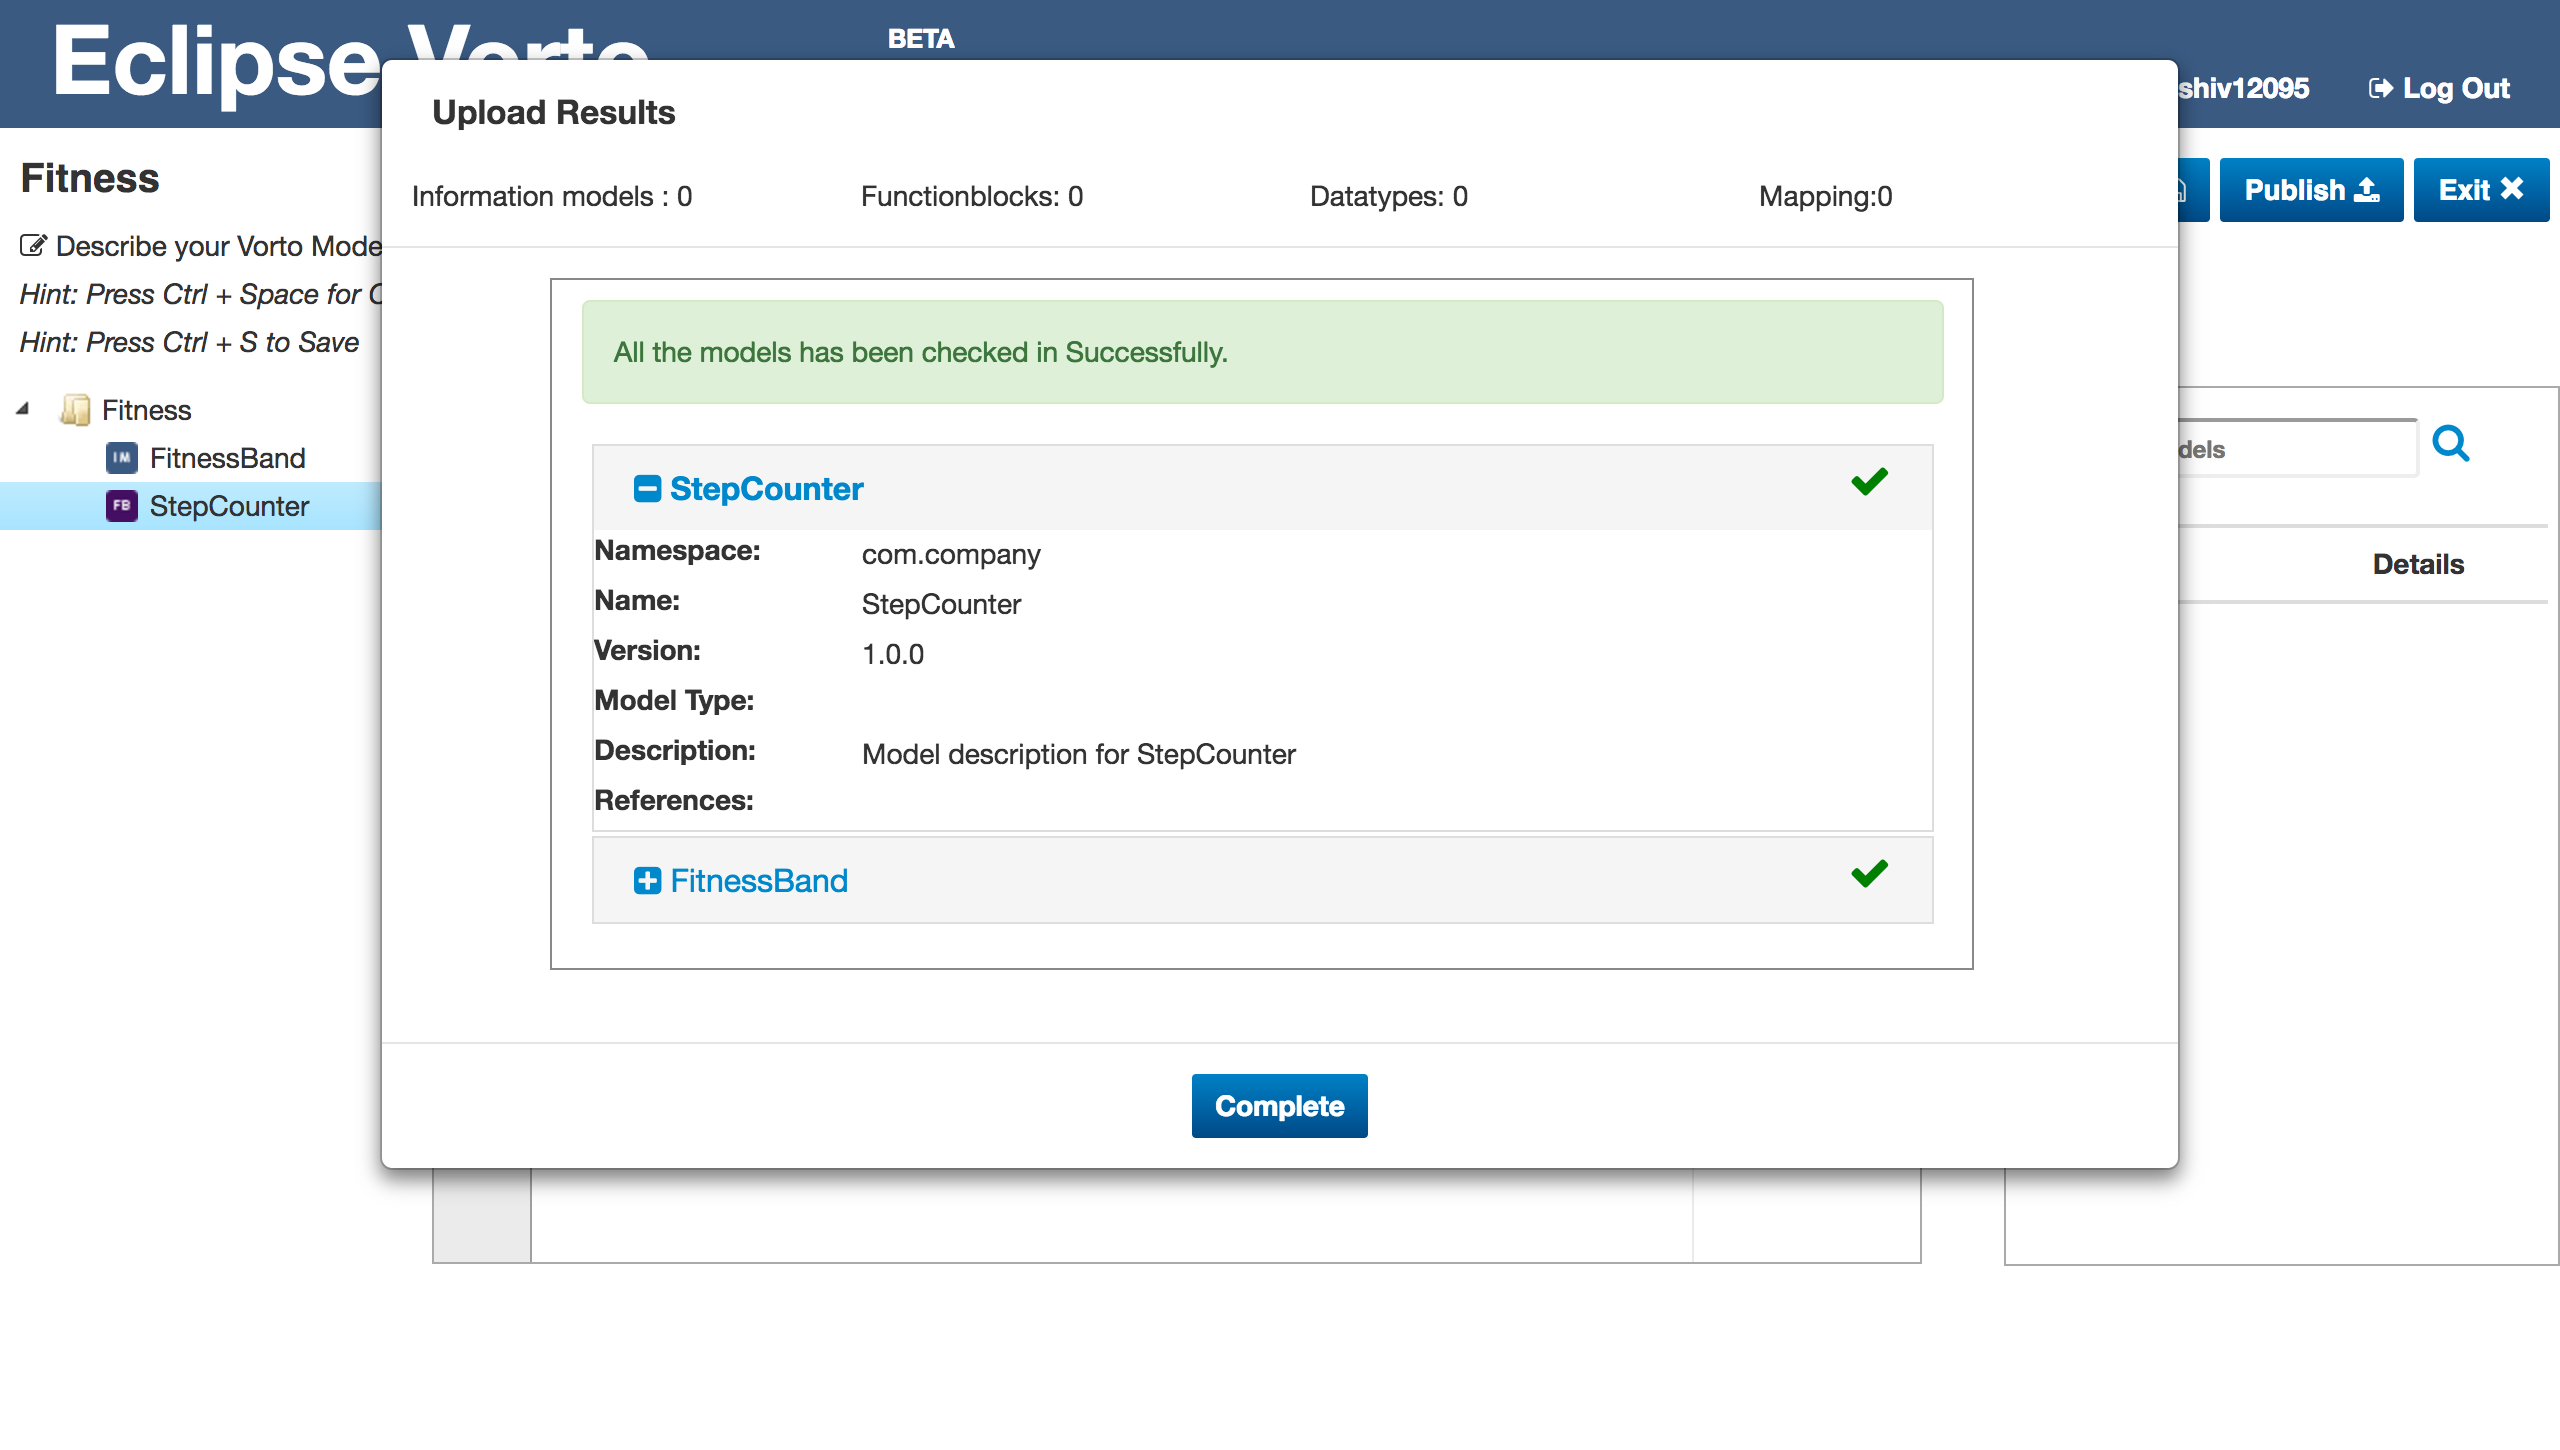 Eclipse Vorto
BETA
shiv12095
Log Out
Fitness
Describe your Vorto Mode
Hint: Press Ctrl + Space for C
Hint: Press Ctrl + S to Save
Fitness
IM FitnessBand
FB StepCounter
Publish
Exit
dels
Details
Upload Results
Information models : 0
Functionblocks: 0
Datatypes: 0
Mapping:0
All the models has been checked in Successfully.
StepCounter
Namespace: com.company
Name: StepCounter
Version: 1.0.0
Model Type:
Description: Model description for StepCounter
References:
FitnessBand
Complete